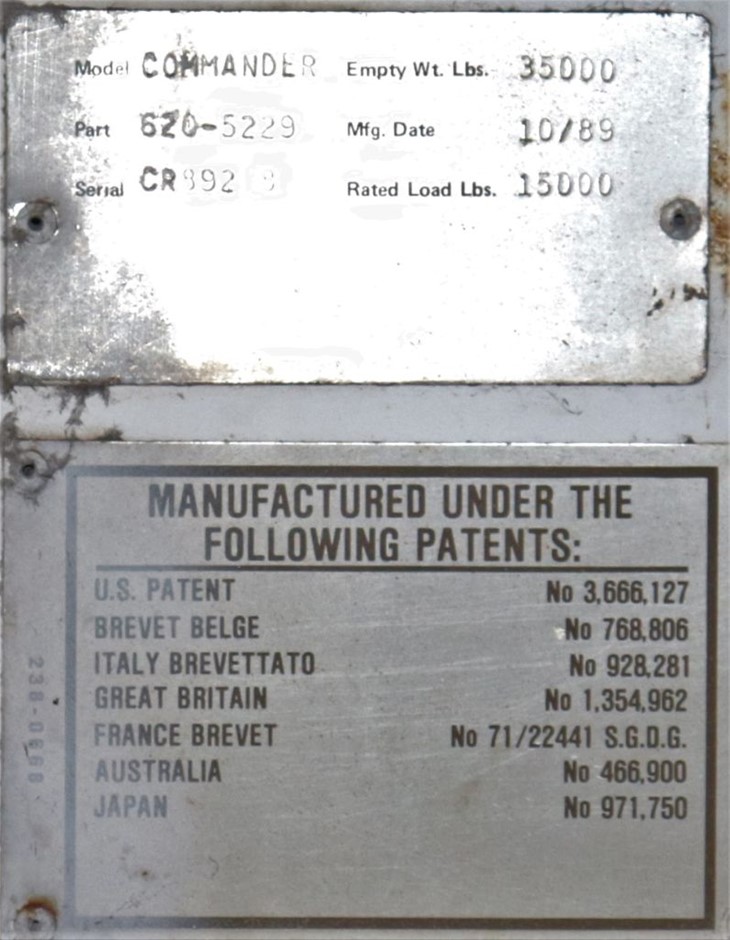 Model COMMANDER Empty Wt. Lbs. 35000
Part 620-5229 Mfg. Date 10/89
Serial Rated Load Lbs. 15000
MANUFACTURED UNDER THE
FOLLOWING PATENTS:
U.S. PATENT No 3,666,127
BREVET BELGE No 768,806
ITALY BREVETTATO No 928,281
GREAT BRITAIN No 1,354,962
FRANCE BREVET No 71/22441 S.G.D.G.
AUSTRALIA No 466,900
JAPAN No 971,750